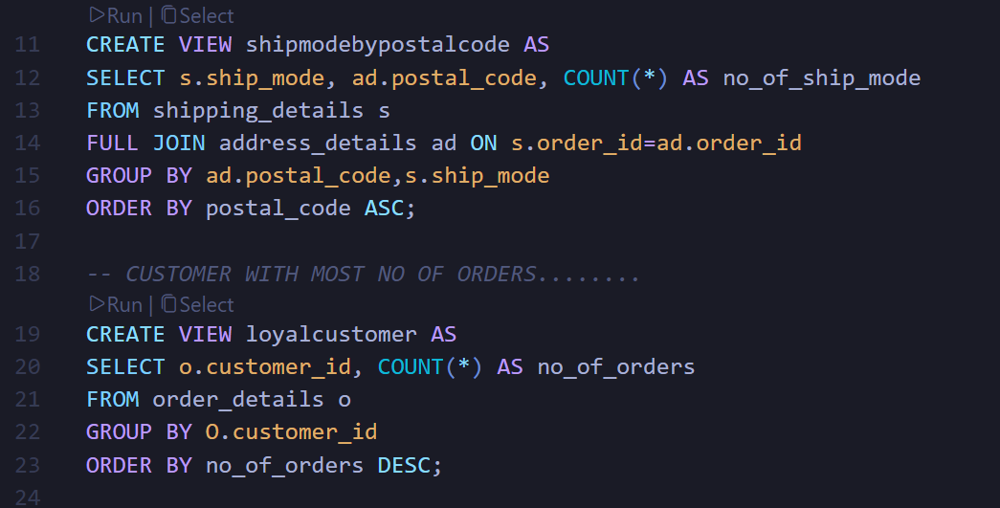 Run | Select
11 CREATE VIEW shipmodebypostalcode AS
12 SELECT s.ship_mode, ad.postal_code, COUNT(*) AS no_of_ship_mode
13 FROM shipping_details s
14 FULL JOIN address_details ad ON s.order_id=ad.order_id
15 GROUP BY ad.postal_code,s.ship_mode
16 ORDER BY postal_code ASC;
17
18 -- CUSTOMER WITH MOST NO OF ORDERS........
Run | Select
19 CREATE VIEW loyalcustomer AS
20 SELECT o.customer_id, COUNT(*) AS no_of_orders
21 FROM order_details o
22 GROUP BY O.customer_id
23 ORDER BY no_of_orders DESC;
24